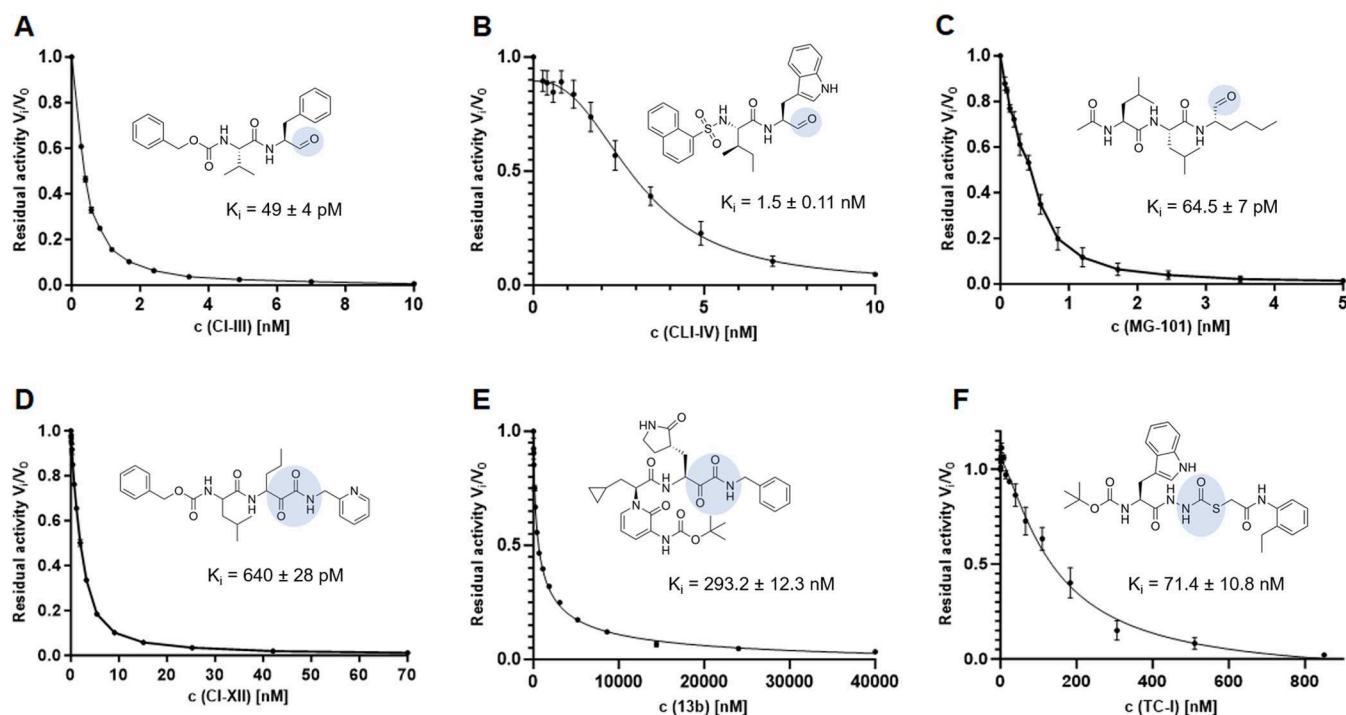 A
Residual activity Vi/V0
1.0
0.8
0.6
0.4
0.2
0.0
0
2
4
6
8
10
c (CI-III) [nM]
O
N
H
O
O
H
N
O
Ki = 49 ± 4 pM
B
Residual activity Vi/V0
1.0
0.5
0.0
0
5
10
c (CLI-IV) [nM]
NH
H
N
O
S
O
O
N
H
O
Ki = 1.5 ± 0.11 nM
C
Residual activity Vi/V0
1.0
0.8
0.6
0.4
0.2
0.0
0
1
2
3
4
5
c (MG-101) [nM]
O
O
N
H
O
H
N
O
N
H
Ki = 64.5 ± 7 pM
D
Residual activity Vi/V0
1.0
0.8
0.6
0.4
0.2
0.0
0
10
20
30
40
50
60
70
c (CI-XII) [nM]
O
O
H
N
O
N
H
O
O
H
N
N
Ki = 640 ± 28 pM
E
Residual activity Vi/V0
1.0
0.5
0.0
0
10000
20000
30000
40000
c (13b) [nM]
HN
O
O
N
H
O
O
N
H
N
O
N
H
O
O
Ki = 293.2 ± 12.3 nM
F
Residual activity Vi/V0
1.0
0.5
0.0
0
200
400
600
800
c (TC-I) [nM]
NH
O
O
N
H
O
H
N
N
H
O
S
O
H
N
Ki = 71.4 ± 10.8 nM